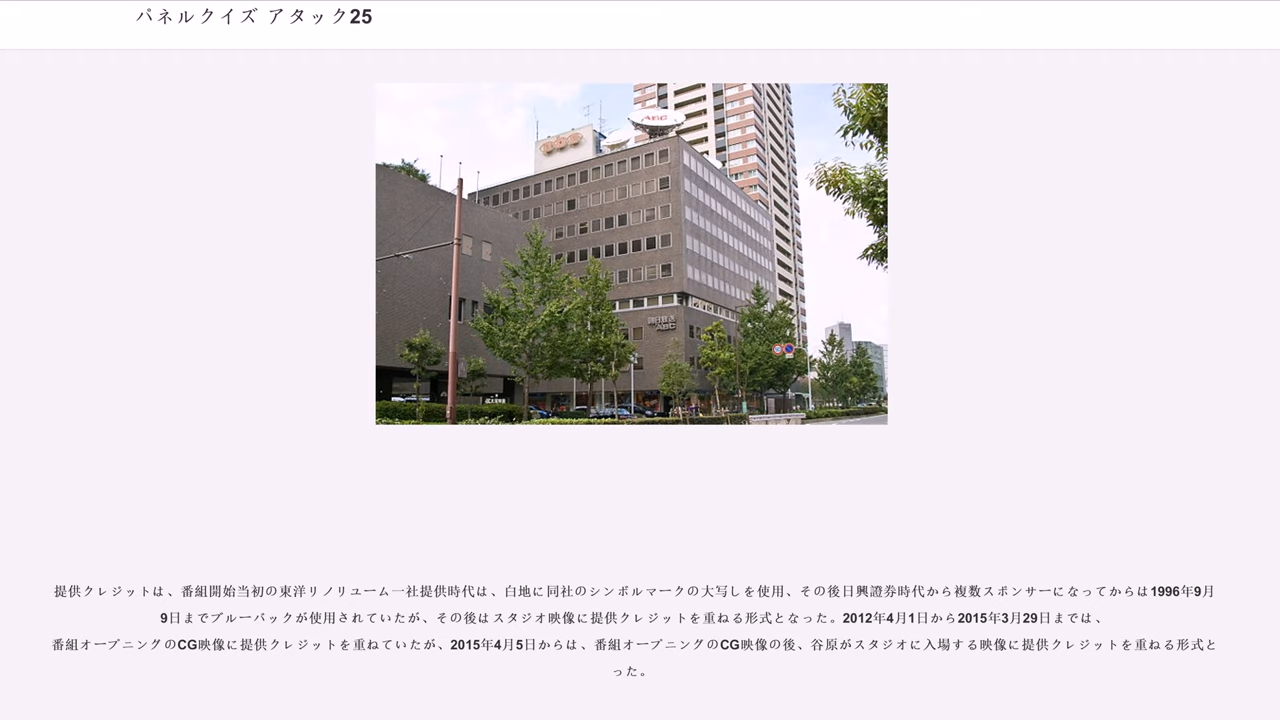 パネルクイズ アタック25
ABC
朝日放送
ABC
提供クレジットは、番組開始当初の東洋リノリユーム一社提供時代は、白地に同社のシンボルマークの大写しを使用、その後日興證券時代から複数スポンサーになってからは1996年9月
9日までブルーバックが使用されていたが、その後はスタジオ映像に提供クレジットを重ねる形式となった。2012年4月1日から2015年3月29日までは、
番組オープニングのCG映像に提供クレジットを重ねていたが、2015年4月5日からは、番組オープニングのCG映像の後、谷原がスタジオに入場する映像に提供クレジットを重ねる形式と
った。